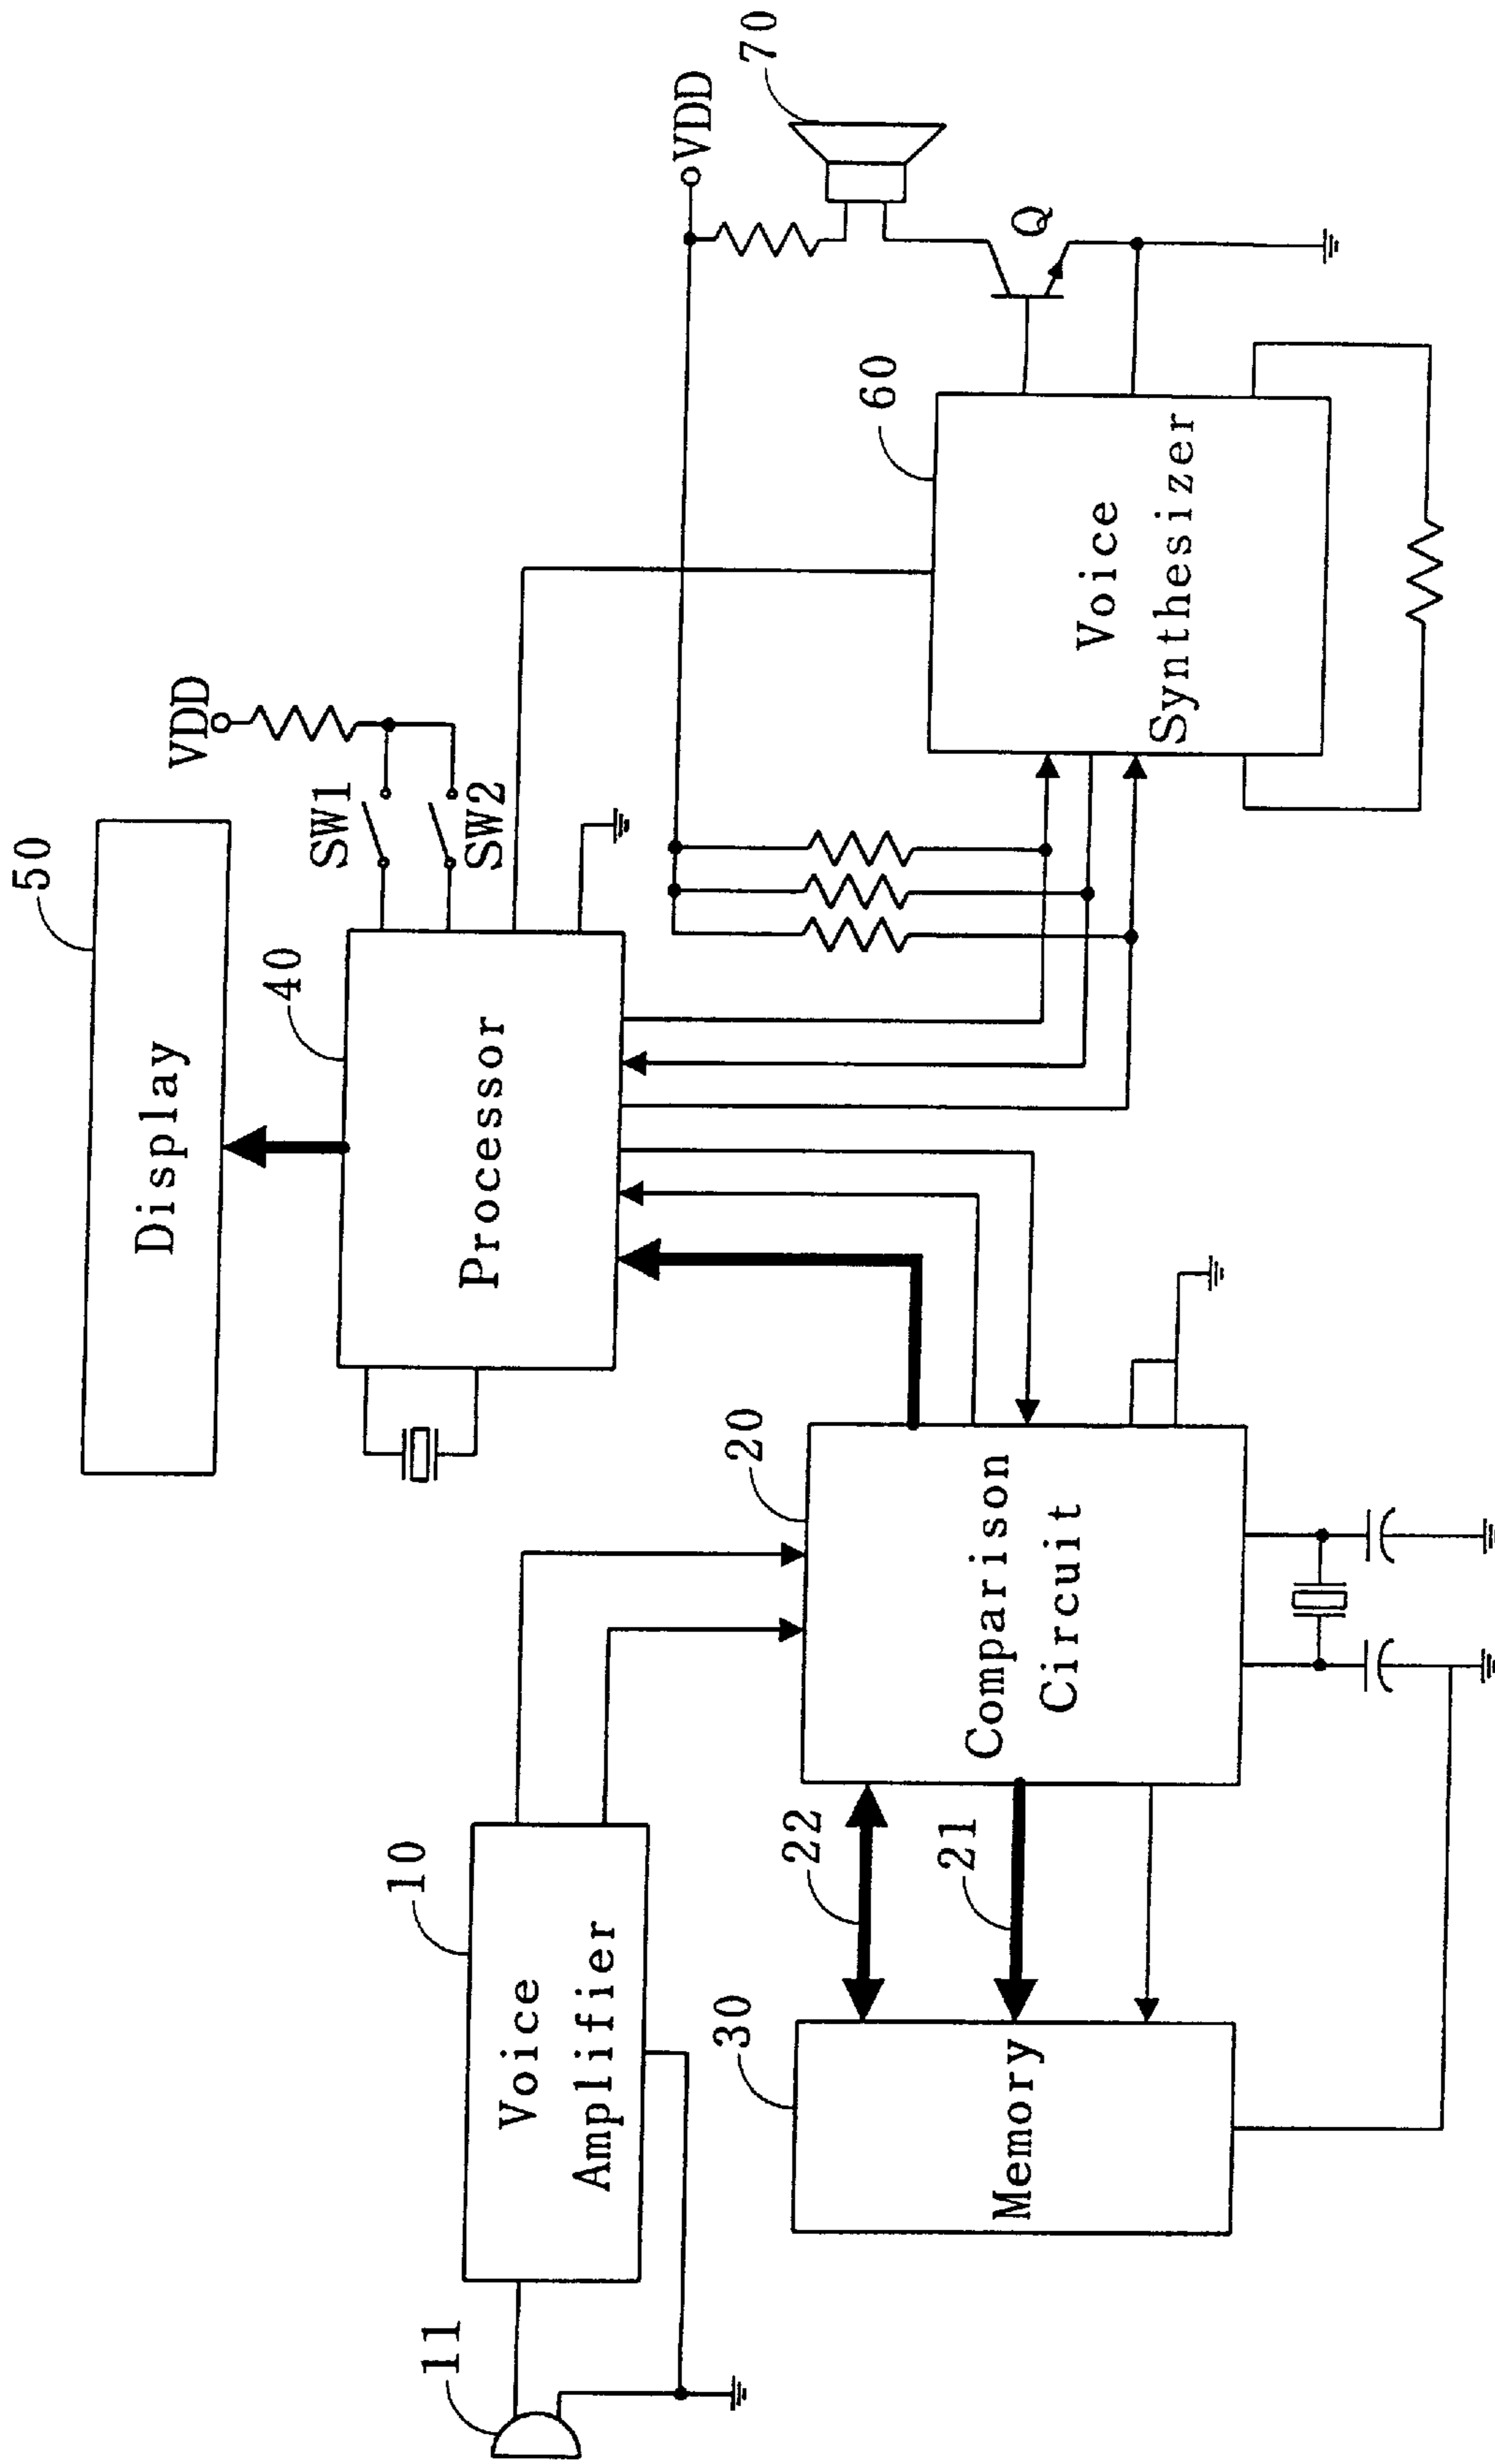 50
Display
VDD
SW1
SW2
40
Processor
VDD
70
Q
60
Voice
Synthesizer
10
Voice
Amplifier
11
20
Comparison
Circuit
22
21
30
Memory